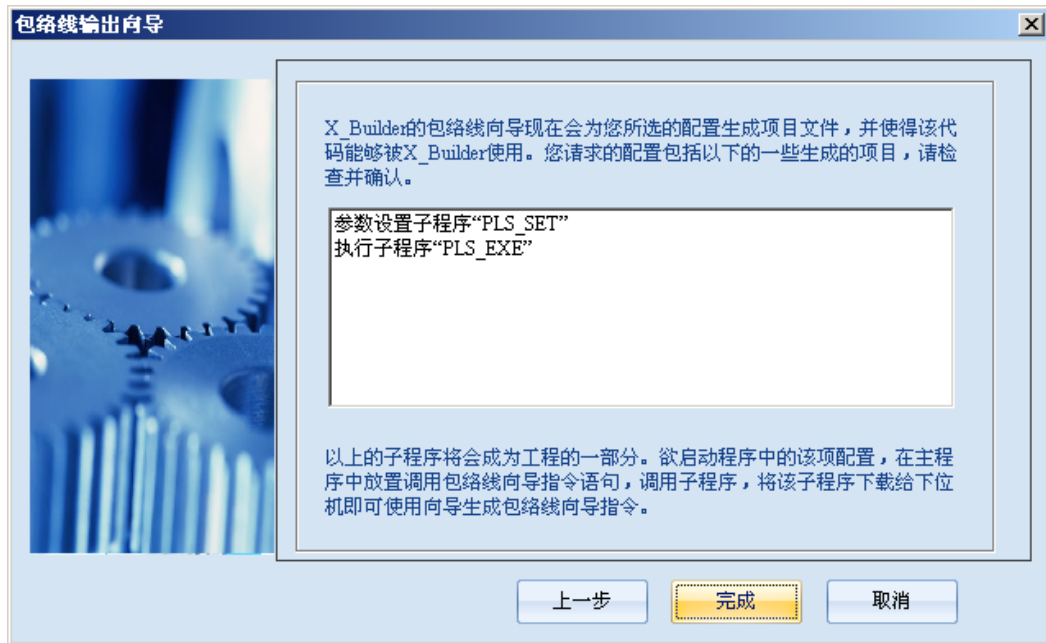 包络线输出向导
X_Builder的包络线向导现在会为您所选的配置生成项目文件，并使得该代
码能够被X_Builder使用。您请求的配置包括以下的一些生成的项目，请检
查并确认。
参数设置子程序“PLS_SET”
执行子程序“PLS_EXE”
以上的子程序将会成为工程的一部分。欲启动程序中的该项配置，在主程
序中放置调用包络线向导指令语句，调用子程序，将该子程序下载给下位
机即可使用向导生成包络线向导指令。
上一步
完成
取消